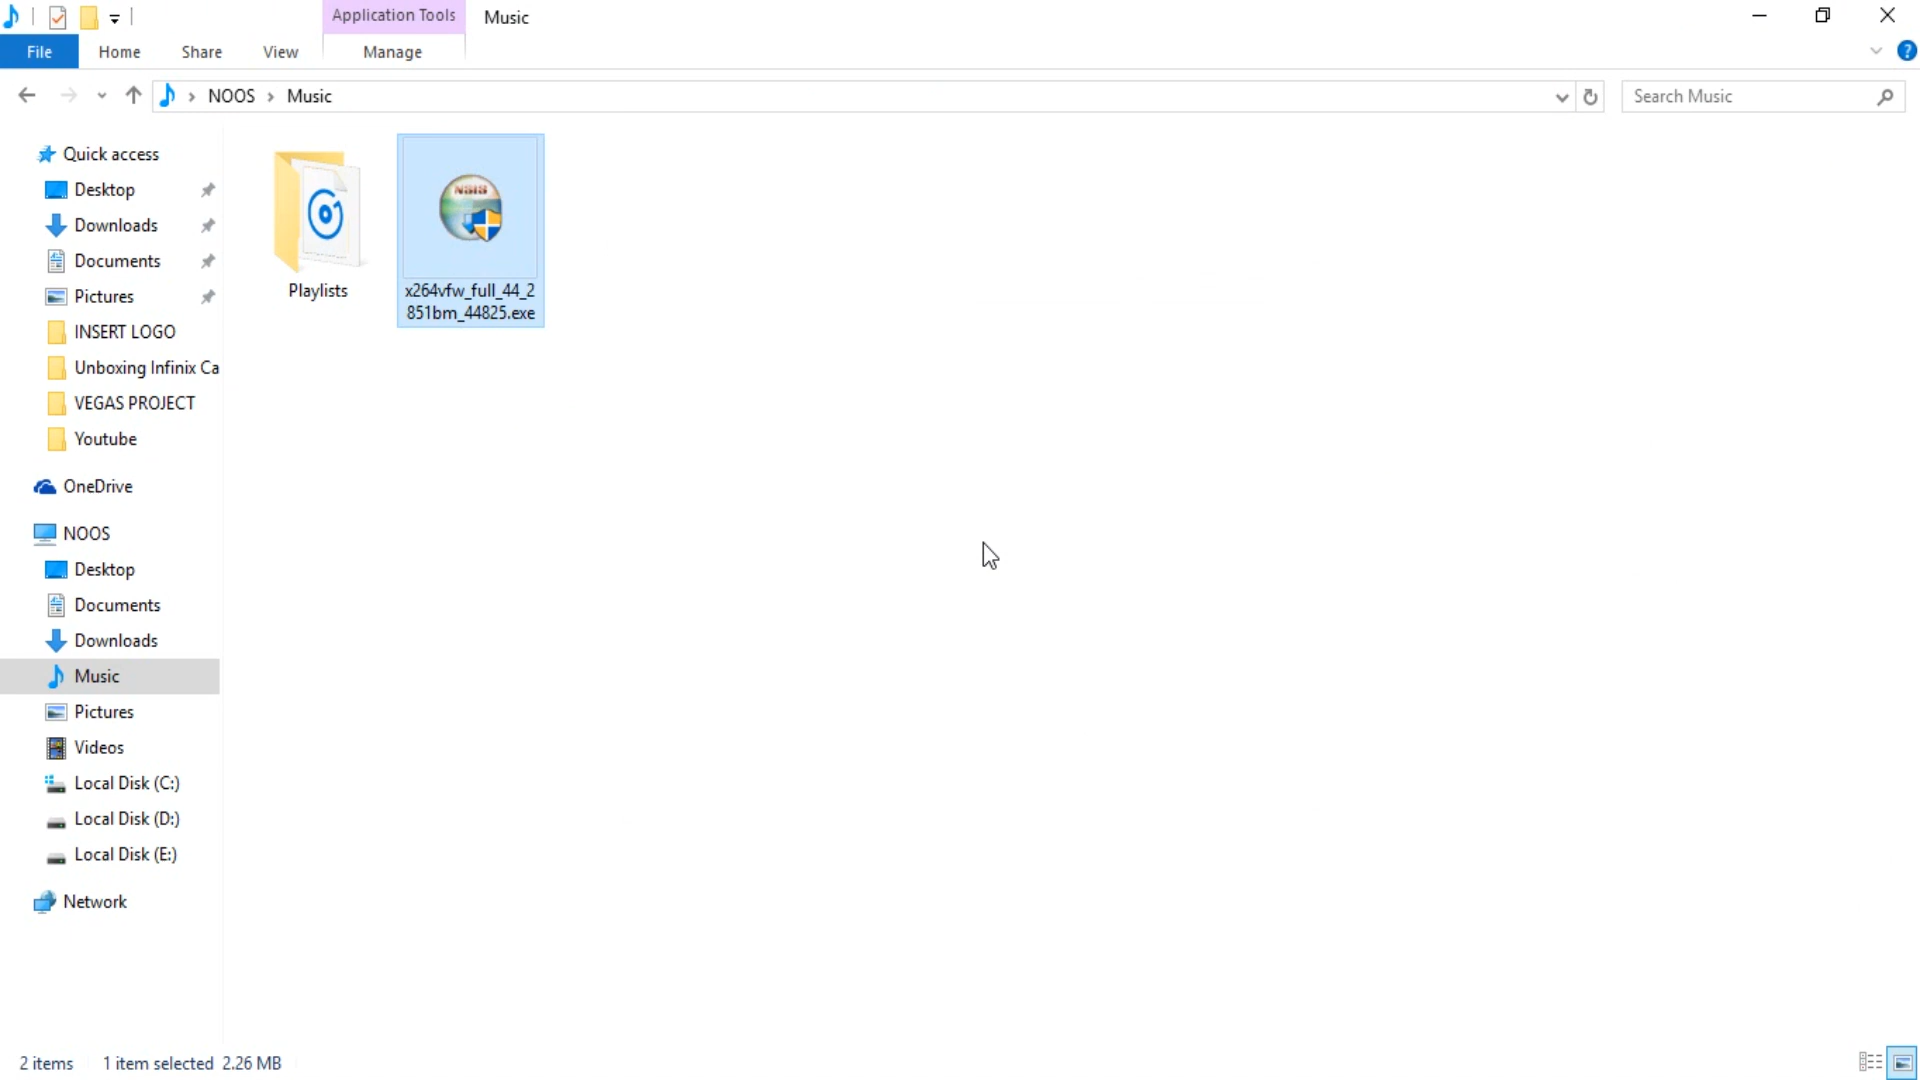 Application Tools
Music
File
Home
Share
View
Manage
NOOS
Music
Search Music
Quick access
Desktop
Downloads
Documents
Pictures
INSERT LOGO
Unboxing Infinix Ca
VEGAS PROJECT
Youtube
OneDrive
NOOS
Desktop
Documents
Downloads
Music
Pictures
Videos
Local Disk (C:)
Local Disk (D:)
Local Disk (E:)
Network
NSIS
Playlists
x264vfw_full_44_2
851bm_44825.exe
2 items
1 item selected 2.26 MB